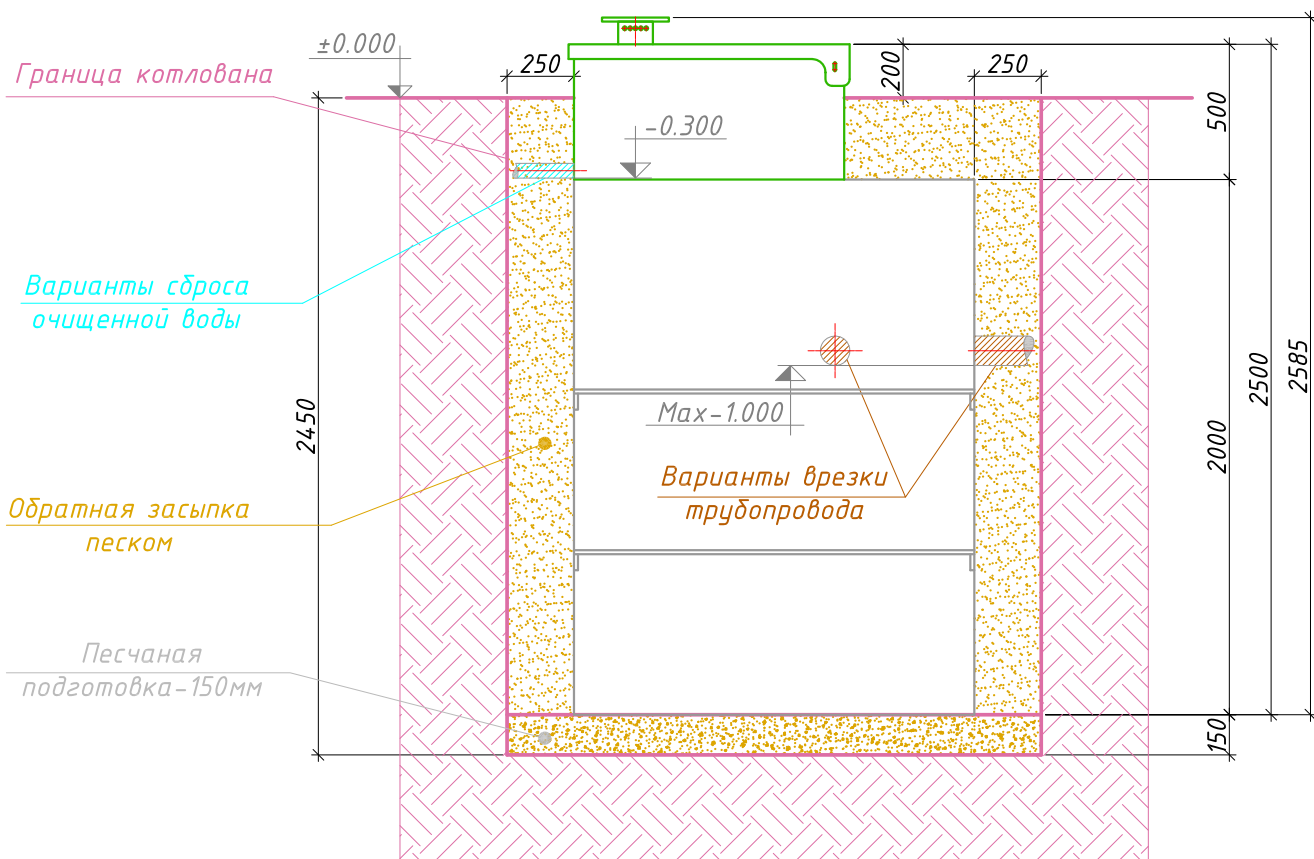 ±0.000
Граница котлована
250
200
250
500
-0.300
Варианты сброса
очищенной воды
2450
2500
2585
Max-1.000
2000
Варианты врезки
трубопровода
Обратная засыпка
песком
Песчаная
подготовка-150мм
150